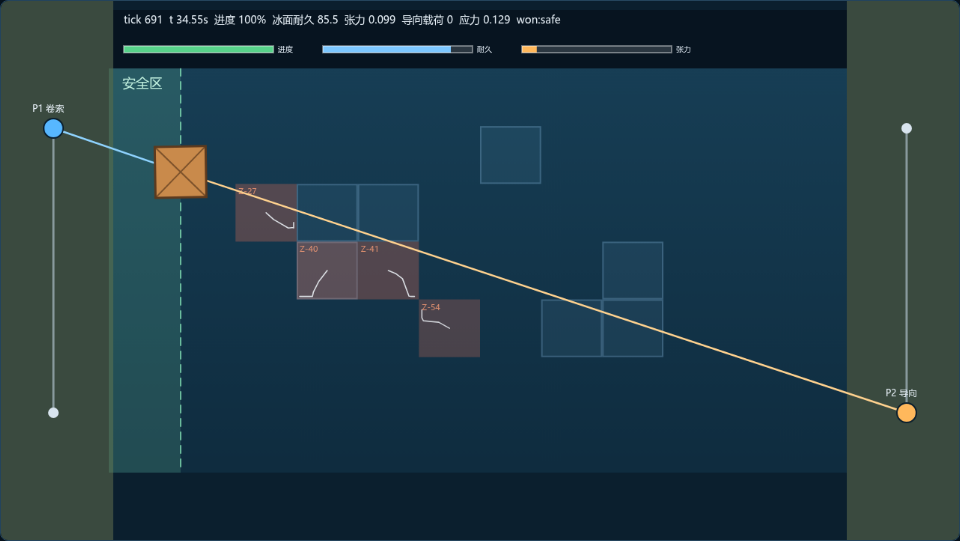 tick 691 t 34.55s 进度 100% 冰面耐久 85.5 张力 0.099 导向载荷 0 应力 0.129 won:safe
进度 耐久 张力
安全区
P1 卷索
Z-37
Z-40 Z-41
Z-54
P2 导向